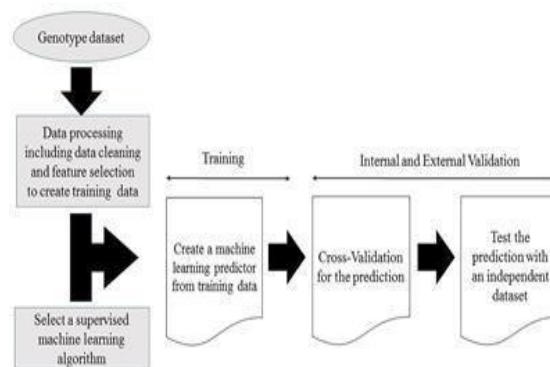 Genotype dataset
Data processing
including data cleaning
and feature selection
to create training data
Select a supervised
machine learning
algorithm
Training
Create a machine
learning predictor
from training data
Internal and External Validation
Cross-Validation
for the prediction
Test the
prediction with
an independent
dataset